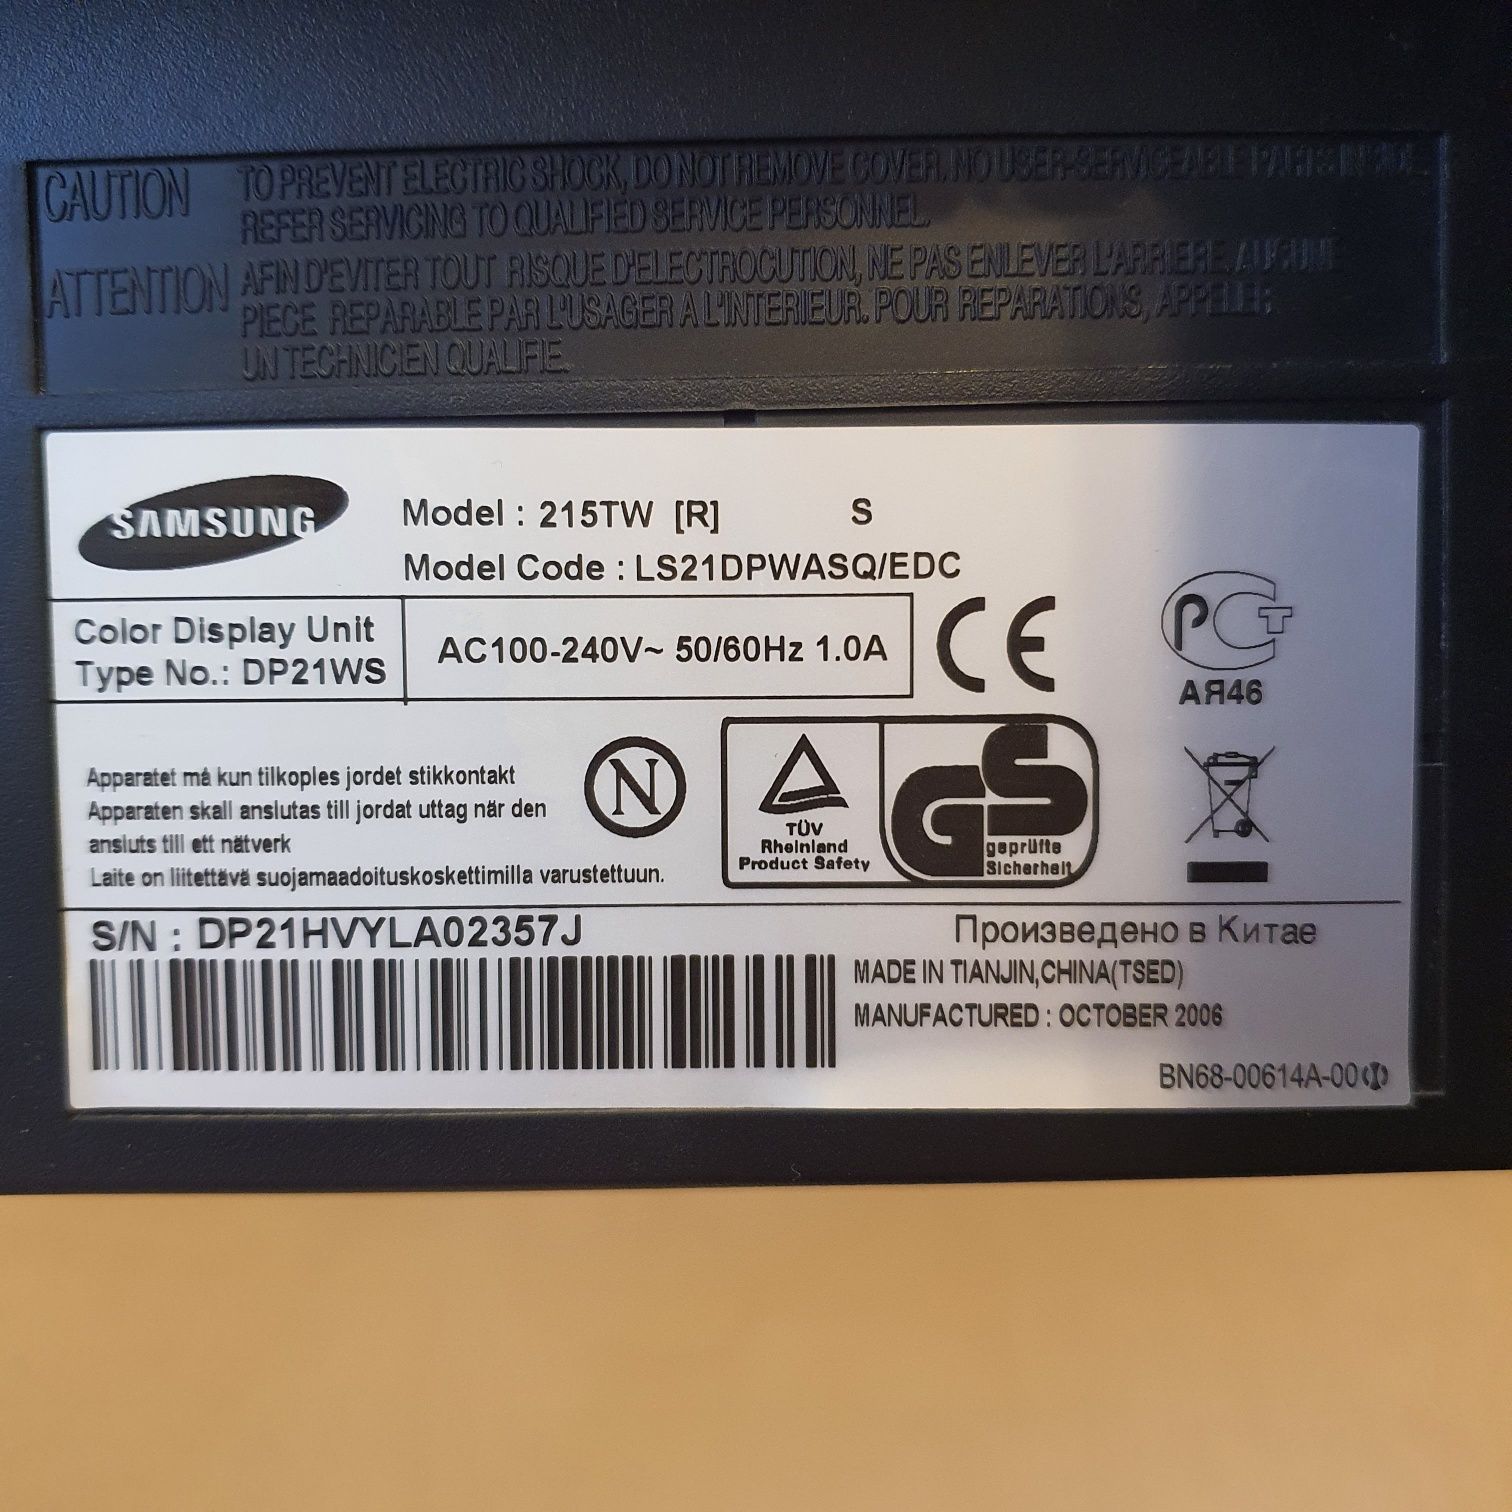 CAUTION TO PREVENT ELECTRIC SHOCK, DO NOT REMOVE COVER. NO USER-SERVICEABLE PARTS INSIDE.
REFER SERVICING TO QUALIFIED SERVICE PERSONNEL.
ATTENTION AFIN D'EVITER TOUT RISQUE D'ELECTROCUTION, NE PAS ENLEVER L'ARRIERE. AUCUNE
PIECE REPARABLE PAR L'USAGER A L'INTERIEUR. POUR REPARATIONS, APPELER
UN TECHNICIEN QUALIFIE.
SAMSUNG
Model : 215TW [R] S
Model Code : LS21DPWASQ/EDC
Color Display Unit
Type No.: DP21WS
AC100-240V~ 50/60Hz 1.0A
CE
РСТ
АЯ46
Apparatet må kun tilkoples jordet stikkontakt
Apparaten skall anslutas till jordat uttag när den
ansluts till ett nätverk
Laite on liitettävä suojamaadoituskoskettimilla varustettuun.
N
TÜV
Rheinland
Product Safety
GS
geprüfte
Sicherheit
S/N : DP21HVYLA02357J
Произведено в Китае
MADE IN TIANJIN,CHINA(TSED)
MANUFACTURED : OCTOBER 2006
BN68-00614A-00